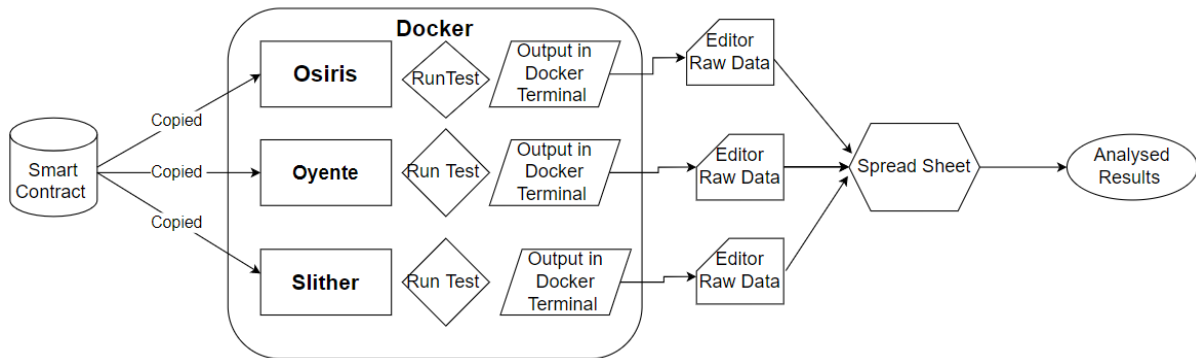 Docker
Smart
Contract
Copied
Copied
Copied
Osiris
RunTest
Output in
Docker
Terminal
Editor
Raw Data
Oyente
Run Test
Output in
Docker
Terminal
Editor
Raw Data
Slither
Run Test
Output in
Docker
Terminal
Editor
Raw Data
Spread Sheet
Analysed
Results